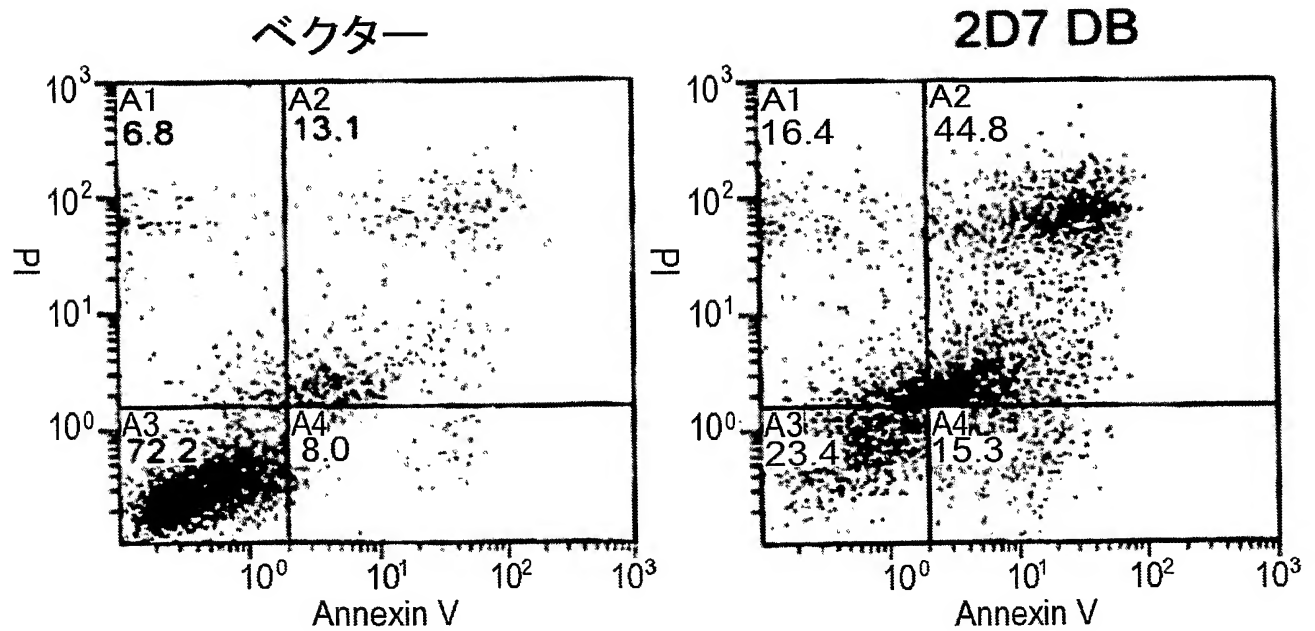 ベクター
10³
10²
10¹
10⁰
PI
A1
6.8
A2
13.1
A3
72.2
A4
8.0
10⁰ 10¹ 10² 10³
Annexin V
2D7 DB
10³
10²
10¹
10⁰
PI
A1
16.4
A2
44.8
A3
23.4
A4
15.3
10⁰ 10¹ 10² 10³
Annexin V